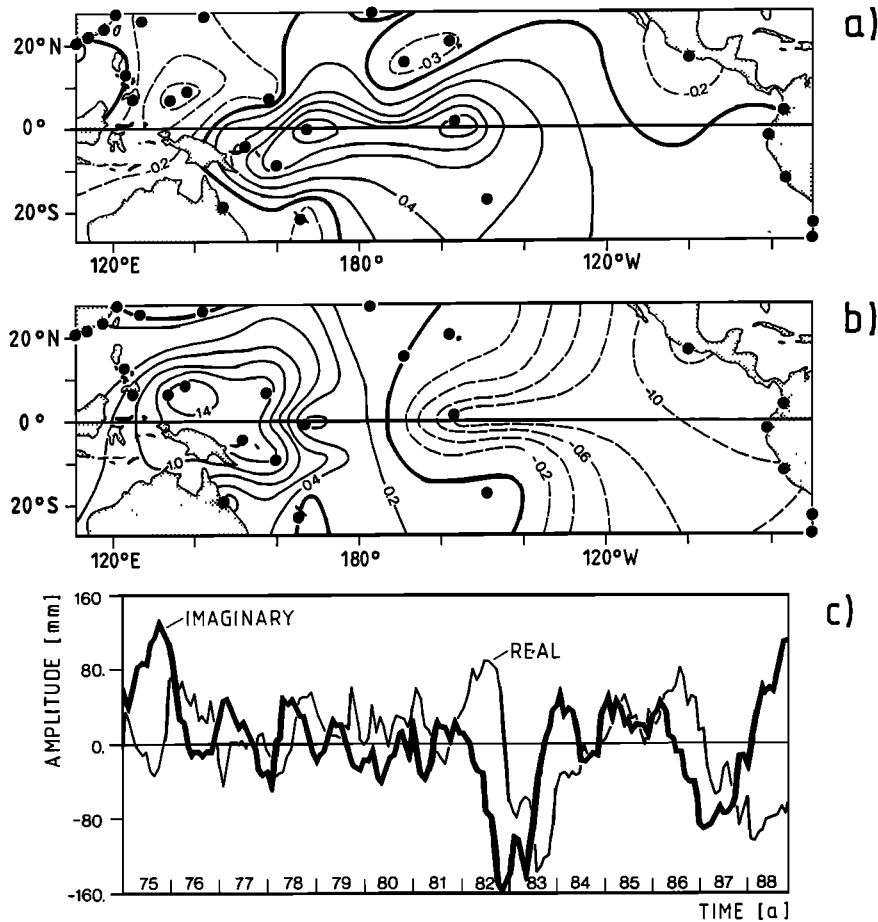 a)
20°N
0°
20°S
-0.3
-0.2
-0.2
0.4
120°E 180° 120°W
b)
20°N
0°
20°S
1.4
1.0
0.4
0.2
-0.2
-0.6
-1.0
120°E 180° 120°W
c)
AMPLITUDE [mm]
160
80.
0.
-80
-160.
IMAGINARY
REAL
75 76 77 78 79 80 81 82 83 84 85 86 87 88
TIME [a]